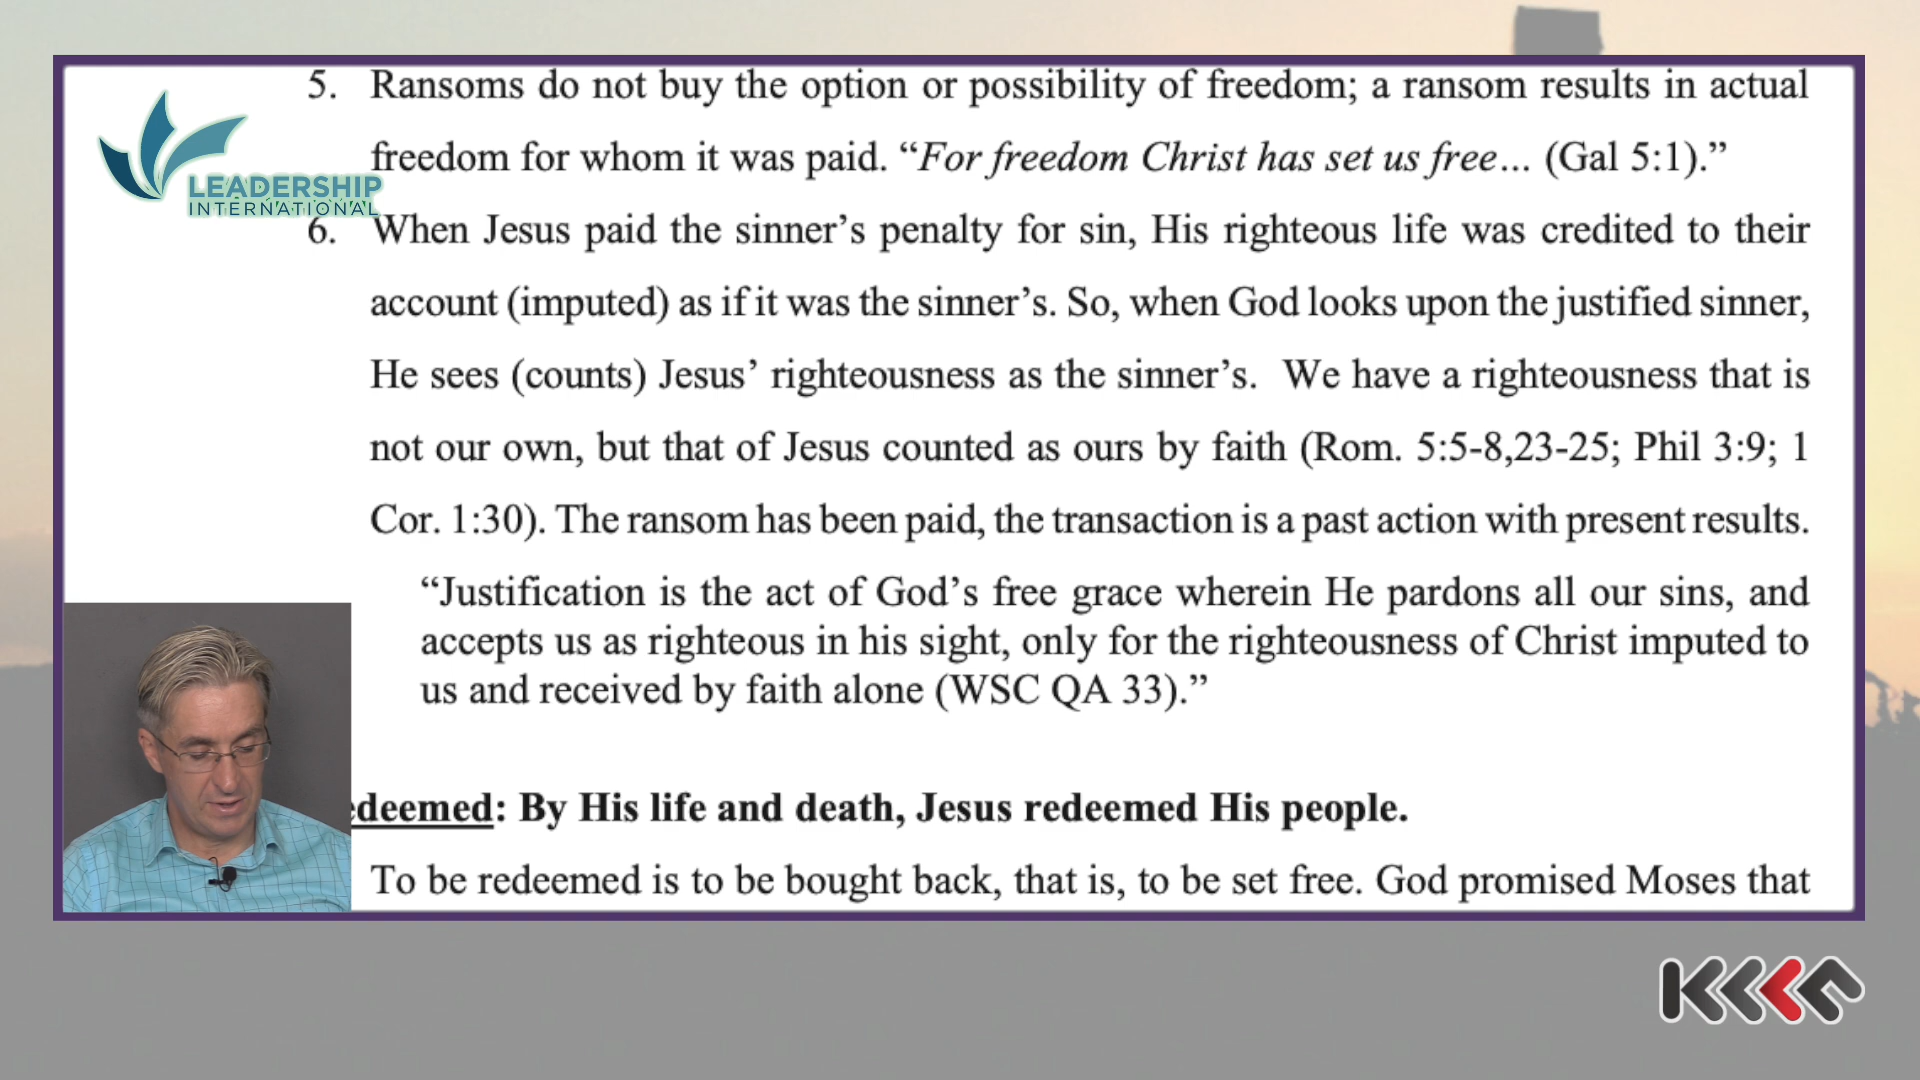 5. Ransoms do not buy the option or possibility of freedom; a ransom results in actual
freedom for whom it was paid. “For freedom Christ has set us free… (Gal 5:1).”
LEADERSHIP
INTERNATIONAL
6. When Jesus paid the sinner’s penalty for sin, His righteous life was credited to their
account (imputed) as if it was the sinner’s. So, when God looks upon the justified sinner,
He sees (counts) Jesus’ righteousness as the sinner’s. We have a righteousness that is
not our own, but that of Jesus counted as ours by faith (Rom. 5:5-8,23-25; Phil 3:9; 1
Cor. 1:30). The ransom has been paid, the transaction is a past action with present results.
“Justification is the act of God’s free grace wherein He pardons all our sins, and
accepts us as righteous in his sight, only for the righteousness of Christ imputed to
us and received by faith alone (WSC QA 33).”
edeemed: By His life and death, Jesus redeemed His people.
To be redeemed is to be bought back, that is, to be set free. God promised Moses that